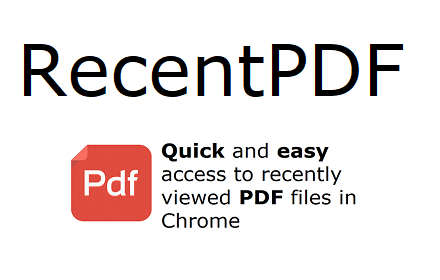 RecentPDF
Pdf
Quick and easy
access to recently
viewed PDF files in
Chrome